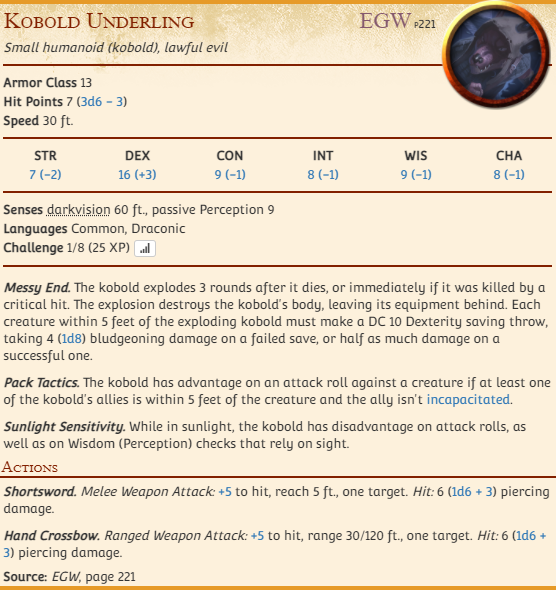 Kobold Underling EGW P221
Small humanoid (kobold), lawful evil
Armor Class 13
Hit Points 7 (3d6 − 3)
Speed 30 ft.
STR DEX CON INT WIS CHA
7 (−2) 16 (+3) 9 (−1) 8 (−1) 9 (−1) 8 (−1)
Senses darkvision 60 ft., passive Perception 9
Languages Common, Draconic
Challenge 1/8 (25 XP)
Messy End. The kobold explodes 3 rounds after it dies, or immediately if it was killed by a
critical hit. The explosion destroys the kobold's body, leaving its equipment behind. Each
creature within 5 feet of the exploding kobold must make a DC 10 Dexterity saving throw,
taking 4 (1d8) bludgeoning damage on a failed save, or half as much damage on a
successful one.
Pack Tactics. The kobold has advantage on an attack roll against a creature if at least one
of the kobold's allies is within 5 feet of the creature and the ally isn't incapacitated.
Sunlight Sensitivity. While in sunlight, the kobold has disadvantage on attack rolls, as
well as on Wisdom (Perception) checks that rely on sight.
Actions
Shortsword. Melee Weapon Attack: +5 to hit, reach 5 ft., one target. Hit: 6 (1d6 + 3) piercing
damage.
Hand Crossbow. Ranged Weapon Attack: +5 to hit, range 30/120 ft., one target. Hit: 6 (1d6 +
3) piercing damage.
Source: EGW, page 221